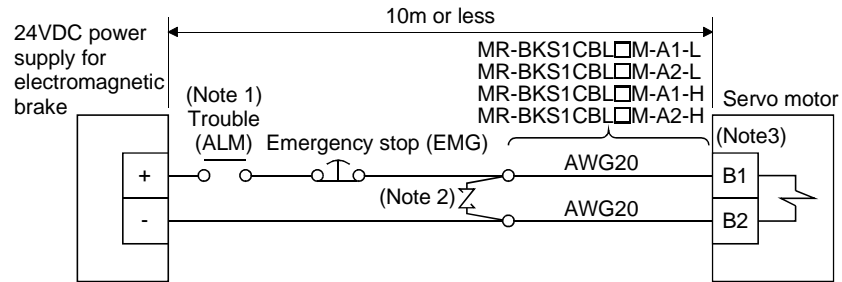 10m or less
24VDC power
supply for
electromagnetic
brake
MR-BKS1CBL□M-A1-L
MR-BKS1CBL□M-A2-L
MR-BKS1CBL□M-A1-H
MR-BKS1CBL□M-A2-H
(Note 1)
Trouble
(ALM)
Emergency stop (EMG)
Servo motor
(Note3)
+
AWG20
B1
(Note 2)
-
AWG20
B2